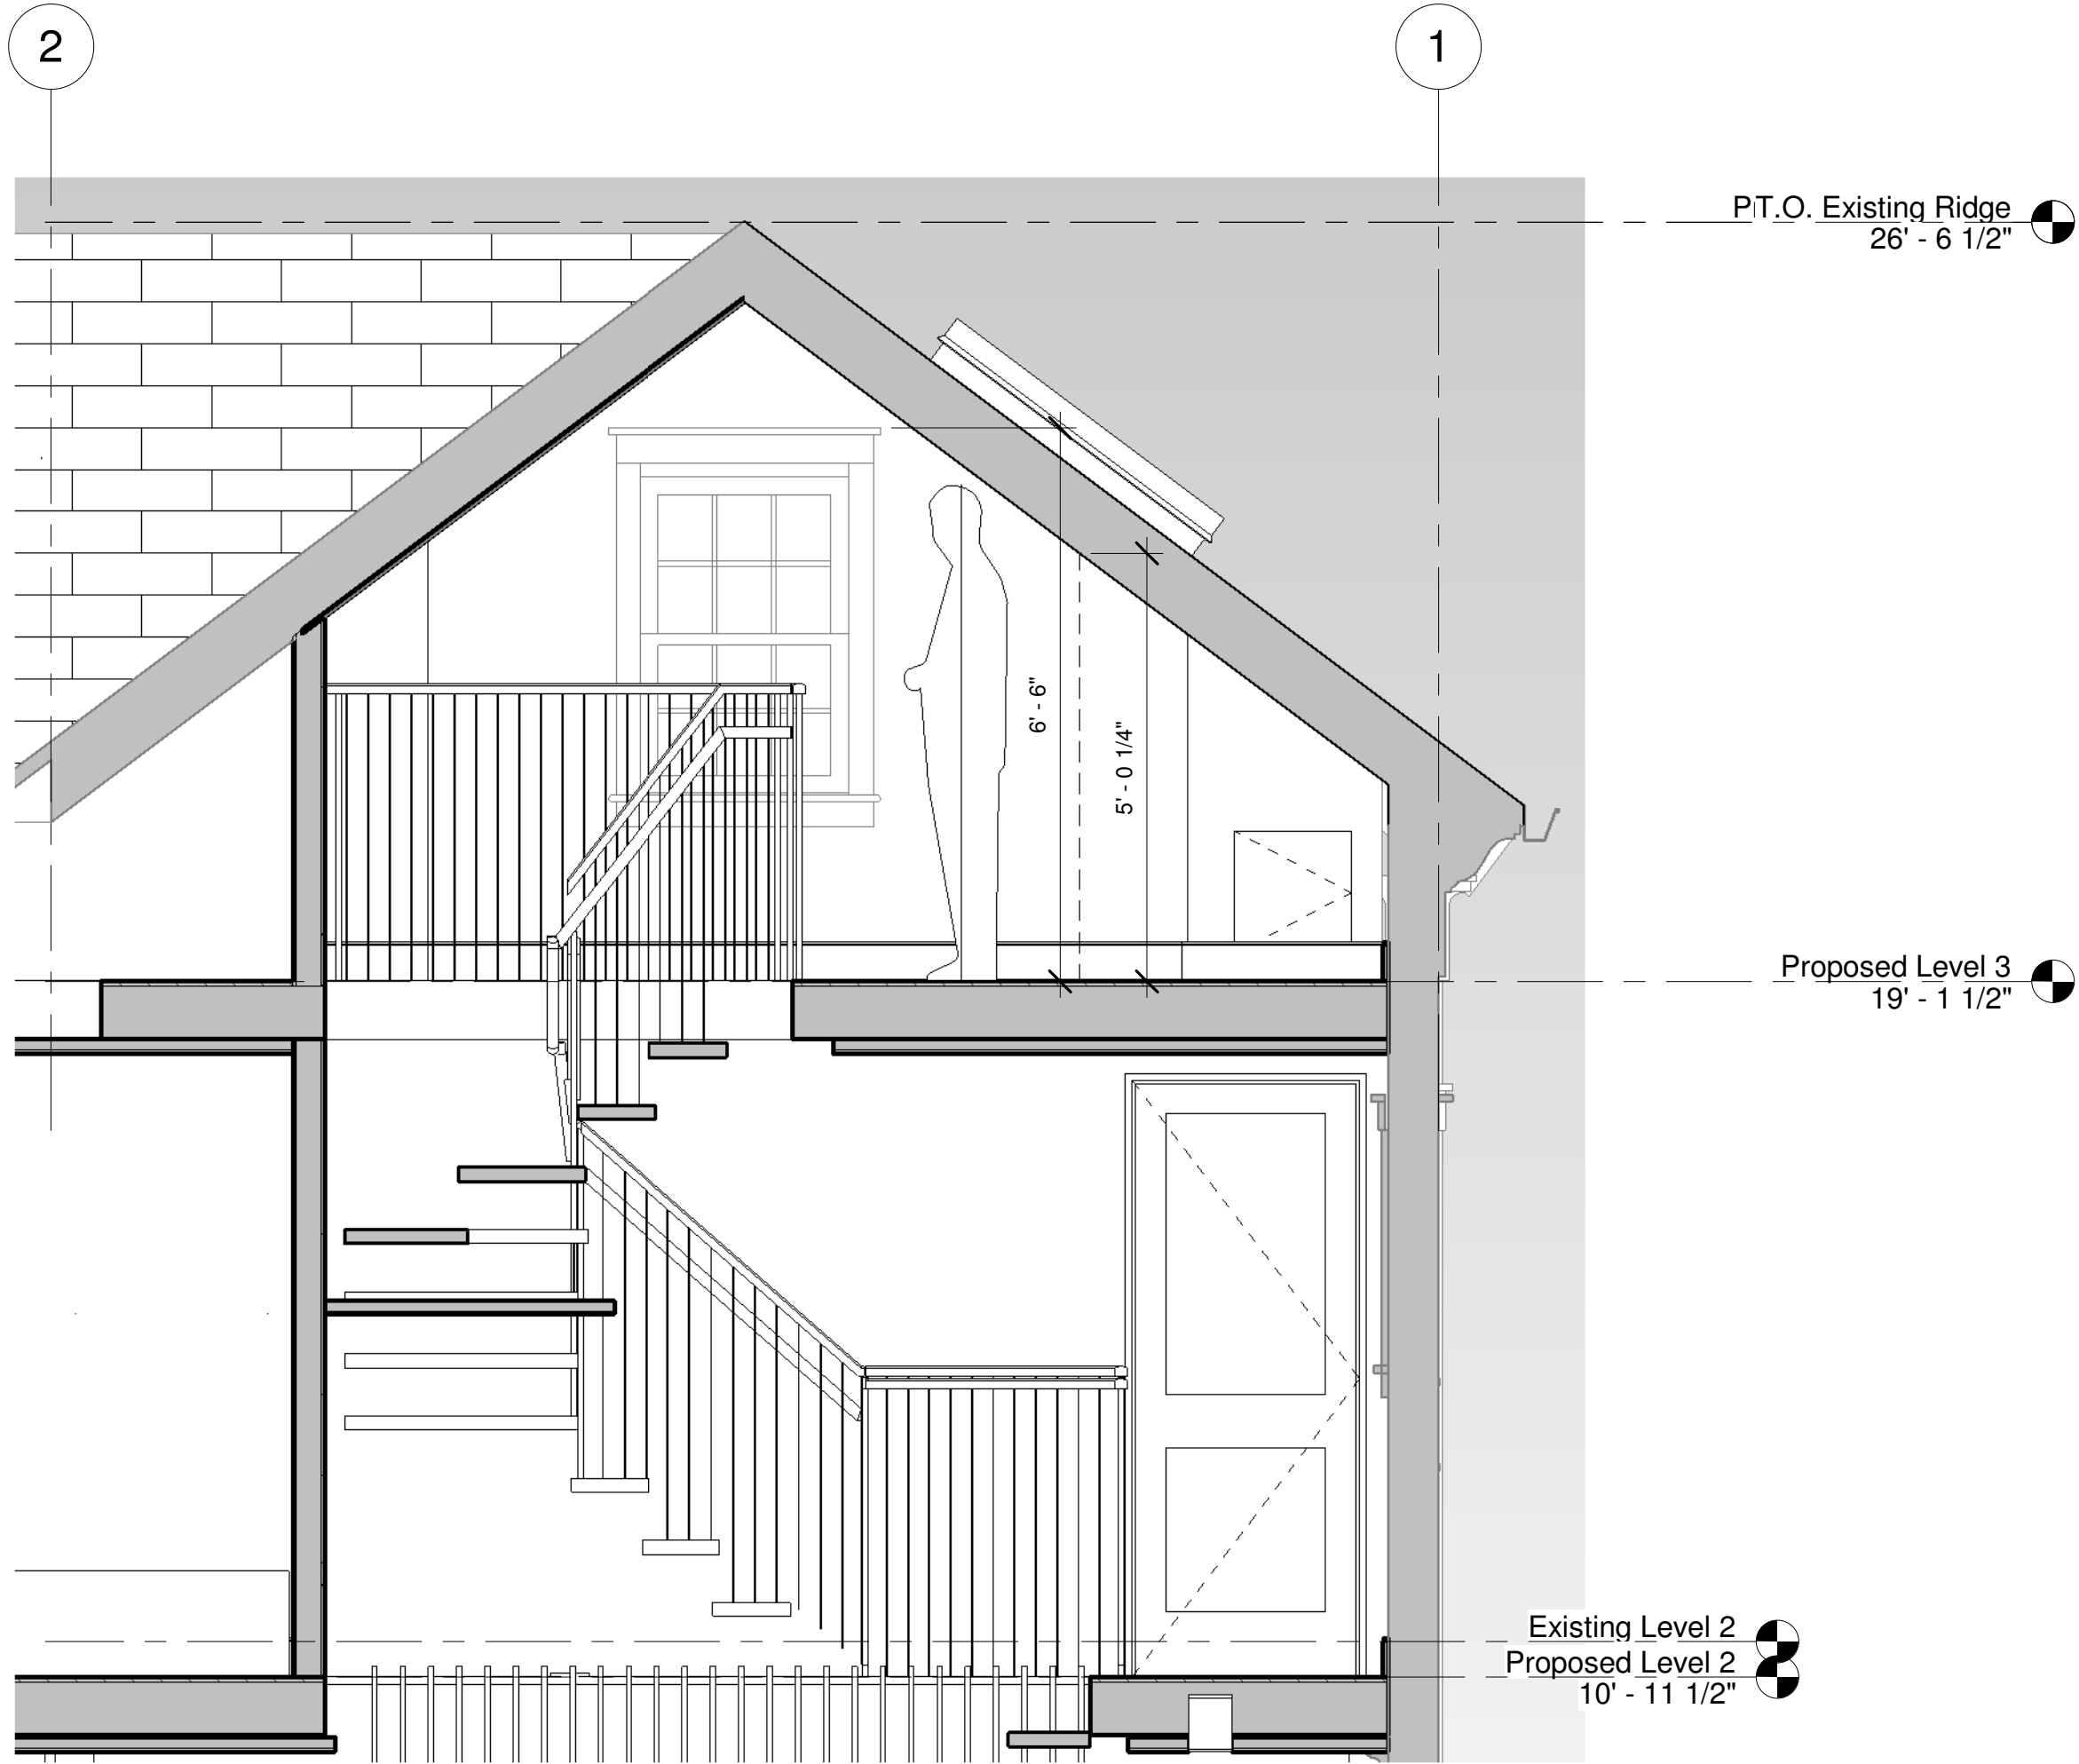 2
1
P.T.O. Existing Ridge
26' - 6 1/2"
6' - 6"
5' - 0 1/4"
Proposed Level 3
19' - 1 1/2"
Existing Level 2
Proposed Level 2
10' - 11 1/2"